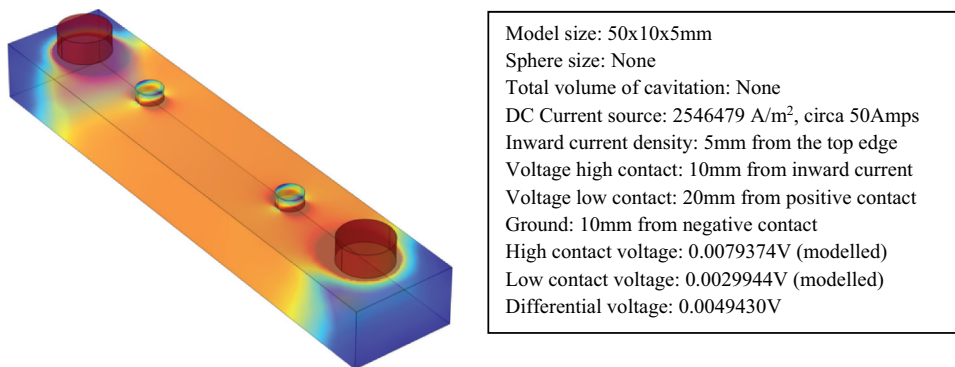 Model size: 50x10x5mm
Sphere size: None
Total volume of cavitation: None
DC Current source: 2546479 A/m², circa 50Amps
Inward current density: 5mm from the top edge
Voltage high contact: 10mm from inward current
Voltage low contact: 20mm from positive contact
Ground: 10mm from negative contact
High contact voltage: 0.0079374V (modelled)
Low contact voltage: 0.0029944V (modelled)
Differential voltage: 0.0049430V